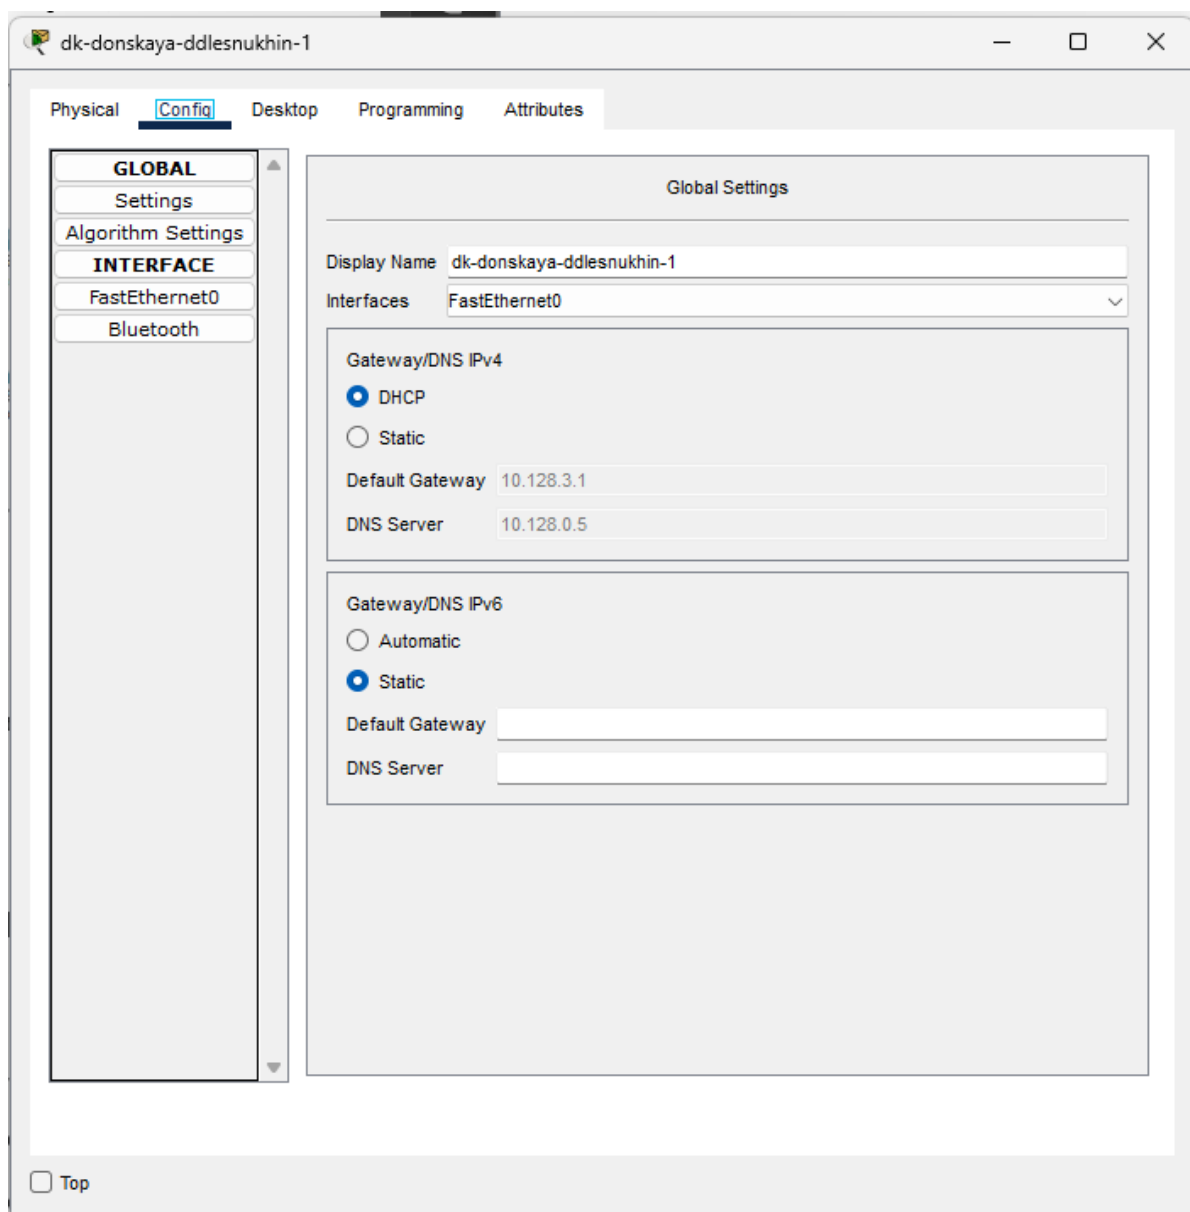 dk-donskaya-ddlesnukhin-1
Physical Config Desktop Programming Attributes
GLOBAL
Settings
Algorithm Settings
INTERFACE
FastEthernet0
Bluetooth
Global Settings
Display Name dk-donskaya-ddlesnukhin-1
Interfaces FastEthernet0
Gateway/DNS IPv4
DHCP
Static
Default Gateway 10.128.3.1
DNS Server 10.128.0.5
Gateway/DNS IPv6
Automatic
Static
Default Gateway
DNS Server
Top